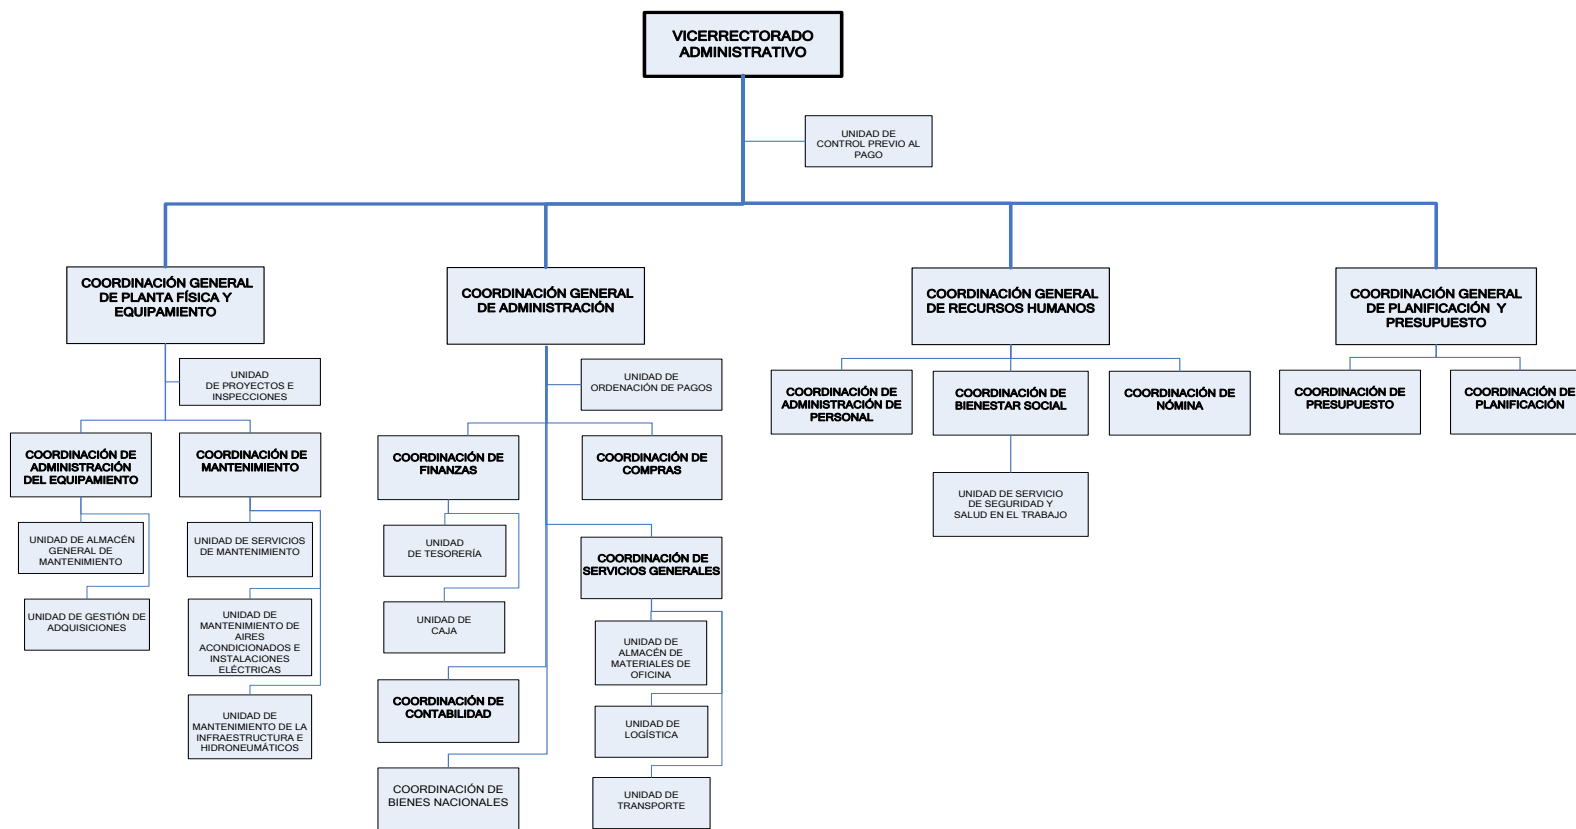 VICERRECTORADO
ADMINISTRATIVO
UNIDAD DE
CONTROL PREVIO AL
PAGO
COORDINACIÓN GENERAL
DE PLANTA FÍSICA Y
EQUIPAMIENTO
COORDINACIÓN GENERAL
DE ADMINISTRACIÓN
COORDINACIÓN GENERAL
DE RECURSOS HUMANOS
COORDINACIÓN GENERAL
DE PLANIFICACIÓN Y
PRESUPUESTO
UNIDAD
DE PROYECTOS E
INSPECCIONES
UNIDAD DE
ORDENACIÓN DE PAGOS
COORDINACIÓN DE
ADMINISTRACIÓN DE
PERSONAL
COORDINACIÓN DE
BIENESTAR SOCIAL
COORDINACIÓN DE
NÓMINA
COORDINACIÓN DE
PRESUPUESTO
COORDINACIÓN DE
PLANIFICACIÓN
COORDINACIÓN DE
ADMINISTRACIÓN
DEL EQUIPAMIENTO
COORDINACIÓN DE
MANTENIMIENTO
COORDINACIÓN DE
FINANZAS
COORDINACIÓN DE
COMPRAS
UNIDAD DE SERVICIO
DE SEGURIDAD Y
SALUD EN EL TRABAJO
UNIDAD DE ALMACÉN
GENERAL DE
MANTENIMIENTO
UNIDAD DE SERVICIOS
DE MANTENIMIENTO
UNIDAD
DE TESORERÍA
COORDINACIÓN DE
SERVICIOS GENERALES
UNIDAD DE GESTIÓN DE
ADQUISICIONES
UNIDAD DE
MANTENIMIENTO DE
AIRES
ACONDICIONADOS E
INSTALACIONES
ELÉCTRICAS
UNIDAD DE
CAJA
UNIDAD DE
ALMACÉN DE
MATERIALES DE
OFICINA
UNIDAD DE
MANTENIMIENTO DE LA
INFRAESTRUCTURA E
HIDRONEUMÁTICOS
COORDINACIÓN DE
CONTABILIDAD
UNIDAD DE
LOGÍSTICA
COORDINACIÓN DE
BIENES NACIONALES
UNIDAD DE
TRANSPORTE